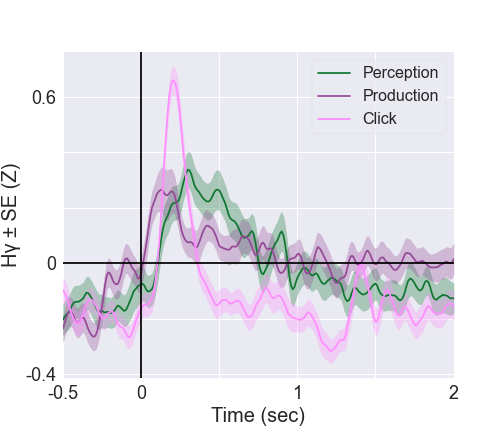 Perception
Production
Click
Hγ ± SE (Z)
0.6
0
-0.4
-0.5
0
1
2
Time (sec)